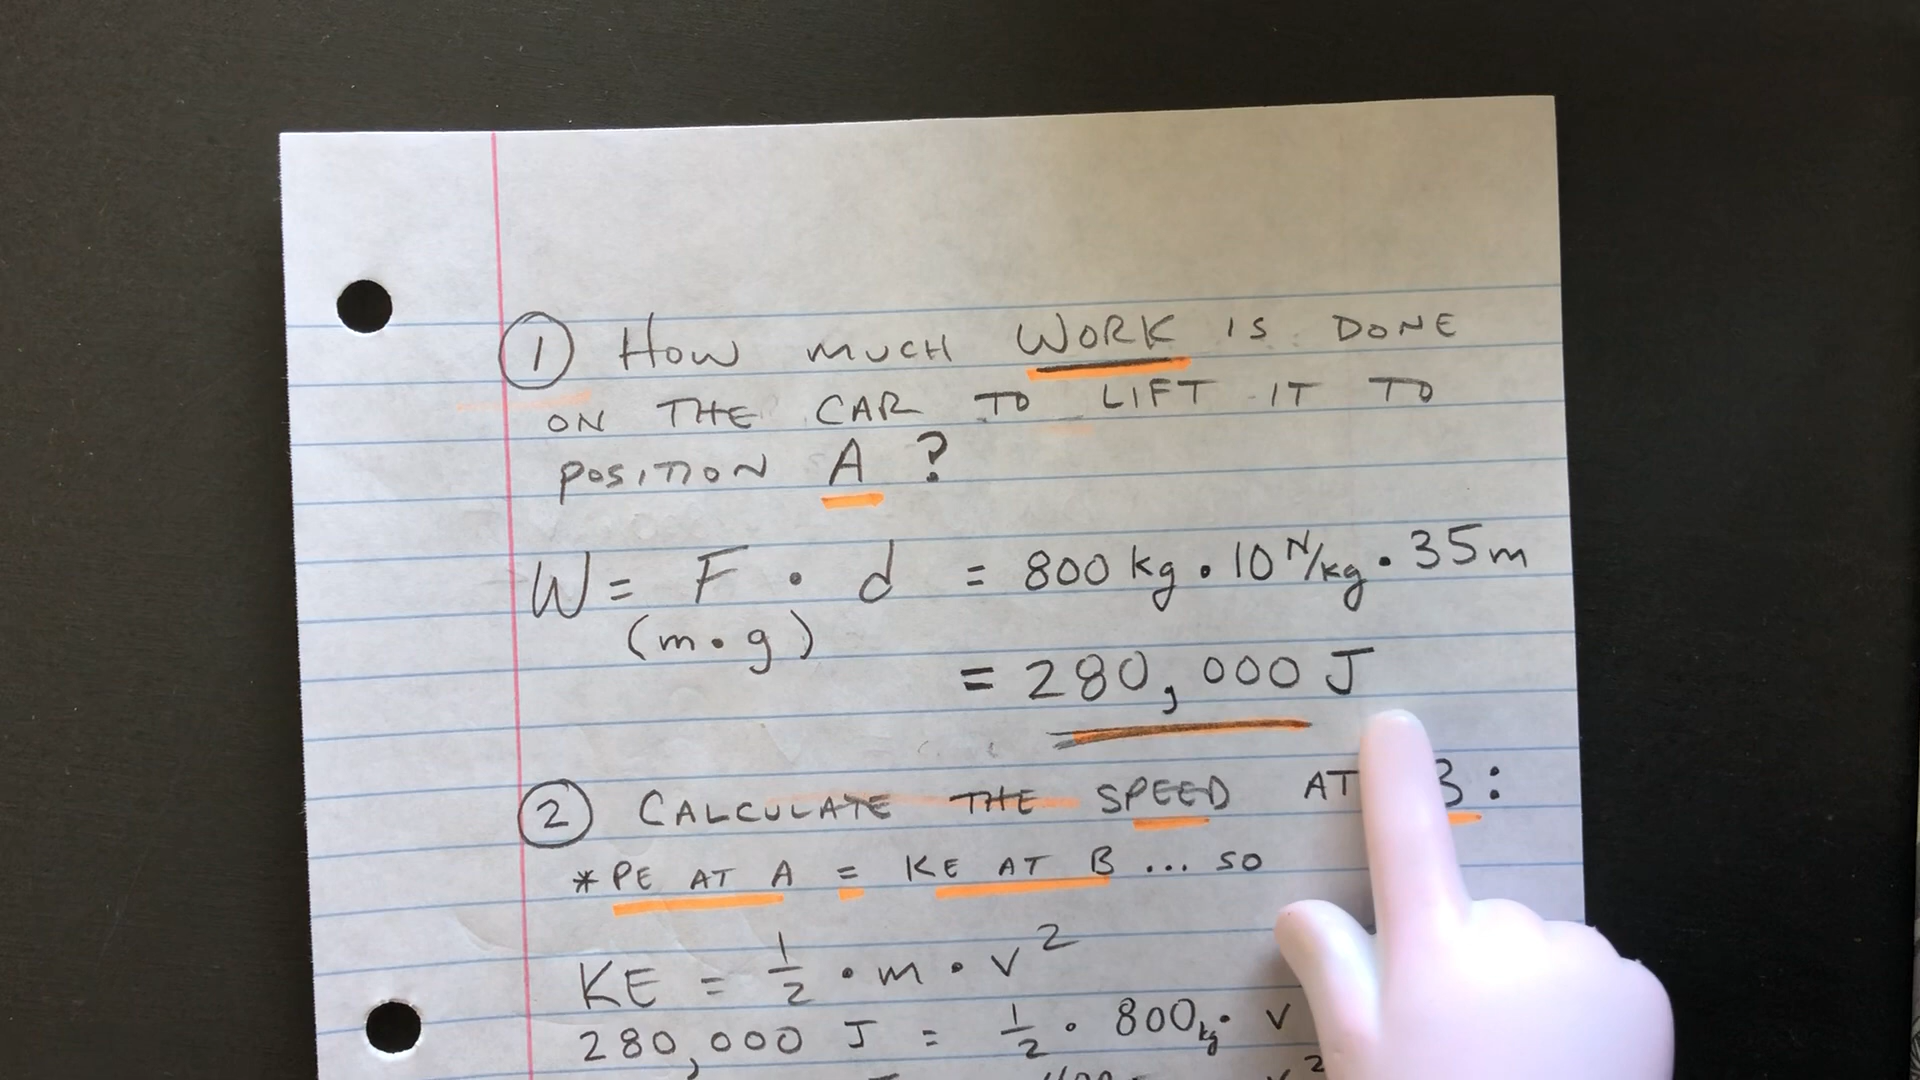 ① HOW MUCH WORK IS DONE
ON THE CAR TO LIFT IT TO
POSITION A ?
W = F · d = 800 kg · 10 N/kg · 35 m
(m · g)
= 280,000 J
② CALCULATE THE SPEED AT B :
* PE AT A = KE AT B ... SO
KE = 1/2 · m · v²
280,000 J = 1/2 · 800 kg · v